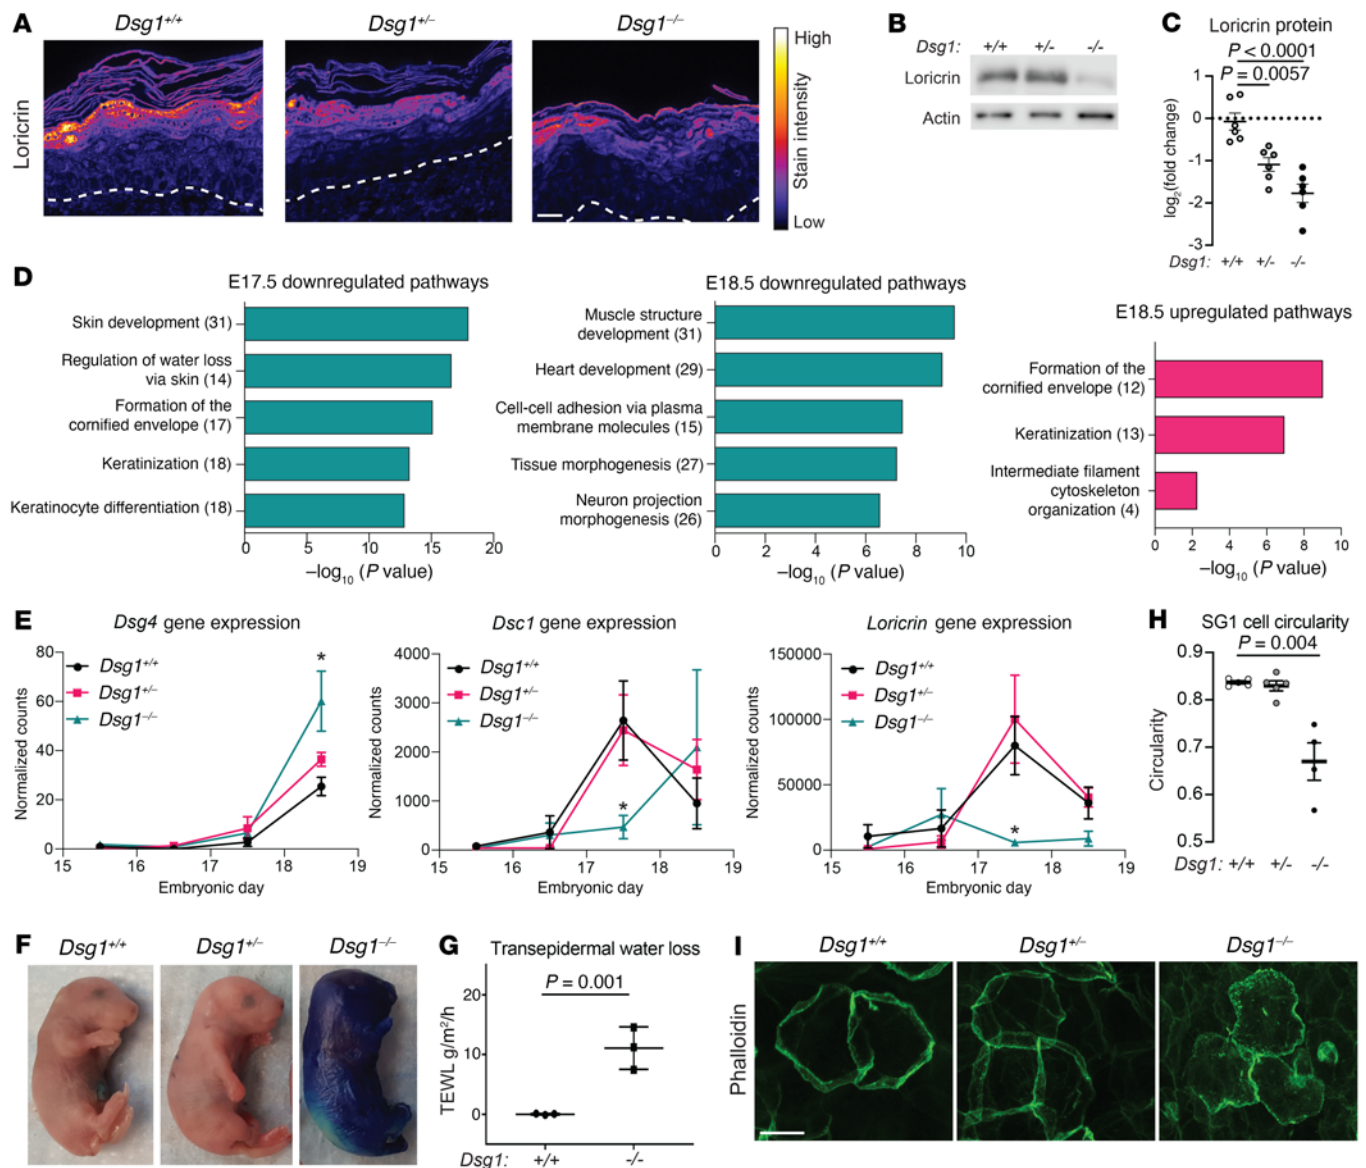 A
Dsg1+/+
Dsg1+/–
Dsg1–/–
Loricrin
High
Stain intensity
Low
B
Dsg1: +/+ +/- -/-
Loricrin
Actin
C
Loricrin protein
P < 0.0001
P = 0.0057
log2(fold change)
1
0
-1
-2
-3
Dsg1: +/+ +/- -/-
D
E17.5 downregulated pathways
Skin development (31)
Regulation of water loss
via skin (14)
Formation of the
cornified envelope (17)
Keratinization (18)
Keratinocyte differentiation (18)
0 5 10 15 20
–log10 (P value)
E18.5 downregulated pathways
Muscle structure
development (31)
Heart development (29)
Cell-cell adhesion via plasma
membrane molecules (15)
Tissue morphogenesis (27)
Neuron projection
morphogenesis (26)
0 2 4 6 8 10
–log10 (P value)
E18.5 upregulated pathways
Formation of the
cornified envelope (12)
Keratinization (13)
Intermediate filament
cytoskeleton
organization (4)
0 2 4 6 8 10
–log10 (P value)
E
Dsg4 gene expression
Normalized counts
80
60
40
20
0
Dsg1+/+
Dsg1+/–
Dsg1–/–
*
15 16 17 18 19
Embryonic day
Dsc1 gene expression
Normalized counts
4000
3000
2000
1000
0
Dsg1+/+
Dsg1+/–
Dsg1–/–
*
15 16 17 18 19
Embryonic day
Loricrin gene expression
Normalized counts
150000
100000
50000
0
Dsg1+/+
Dsg1+/–
Dsg1–/–
*
15 16 17 18 19
Embryonic day
H
SG1 cell circularity
P = 0.004
Circularity
0.9
0.8
0.7
0.6
0.5
Dsg1: +/+ +/- -/-
F
Dsg1+/+
Dsg1+/–
Dsg1–/–
G
Transepidermal water loss
P = 0.001
TEWL g/m2/h
20
10
0
Dsg1: +/+ -/-
I
Dsg1+/+
Dsg1+/–
Dsg1–/–
Phalloidin